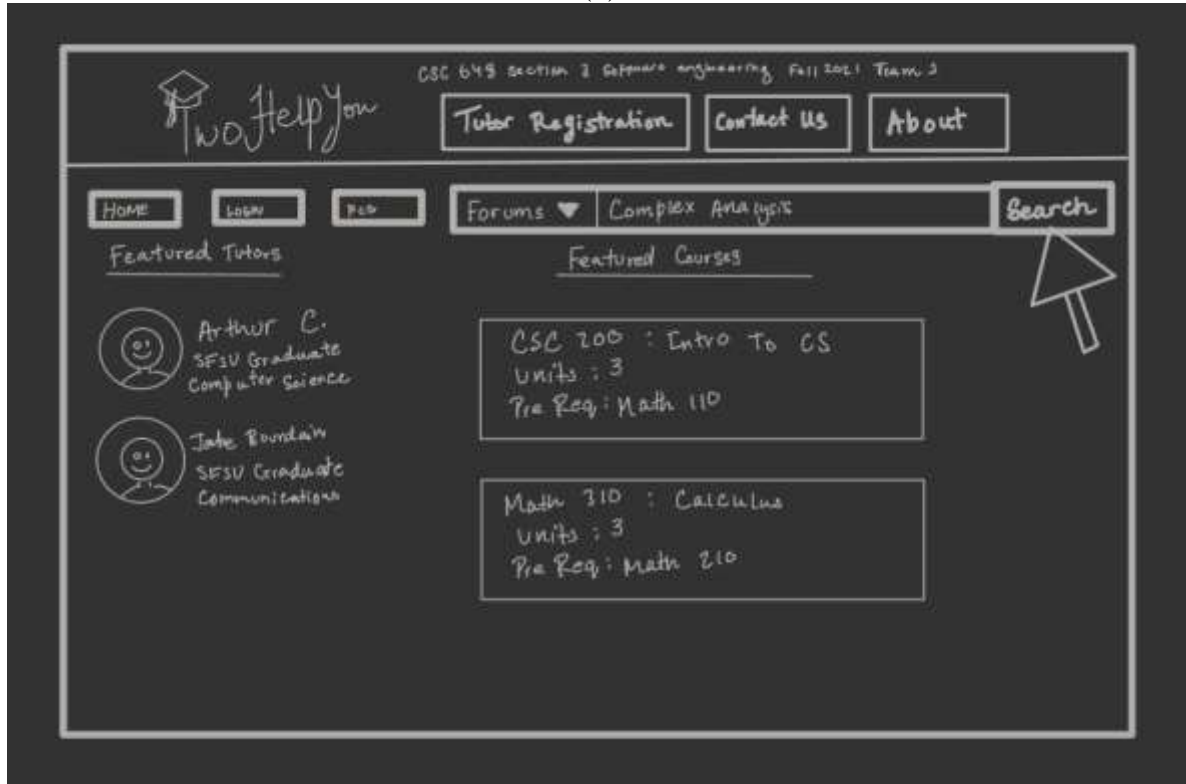 CSC 648 Section 3 Software engineering Fall 2021 Team 3
TwoHelpYou
Tutor Registration
Contact Us
About
HOME
LOGIN
Forums
Complex Analysis
Search
Featured Tutors
Featured Courses
Arthur C.
SFSU Graduate
Computer Science
Jake Bourdain
SFSU Graduate
Communications
CSC 200 : Intro To CS
Units : 3
Pre Req: Math 110
Math 310 : Calculus
Units : 3
Pre Req: Math 210